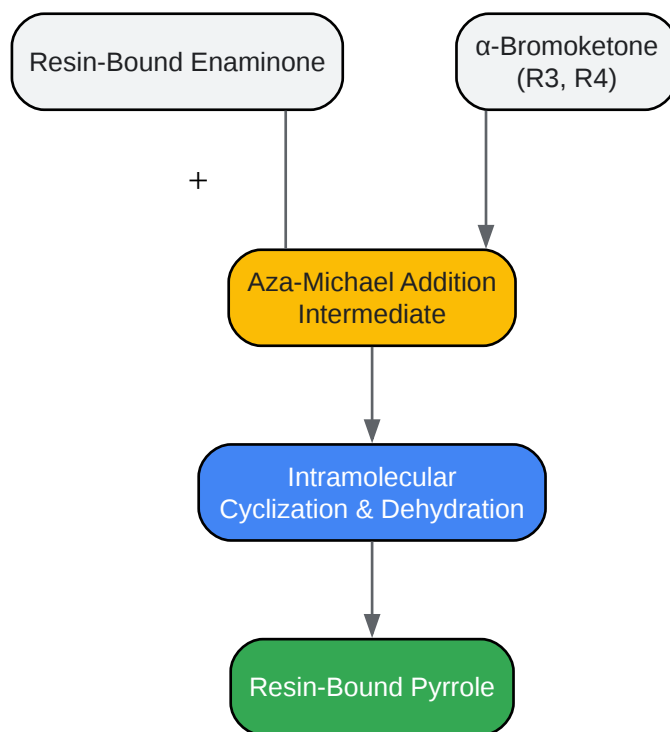 Resin-Bound Enaminone
α-Bromoketone
(R3, R4)
+
Aza-Michael Addition
Intermediate
Intramolecular
Cyclization & Dehydration
Resin-Bound Pyrrole